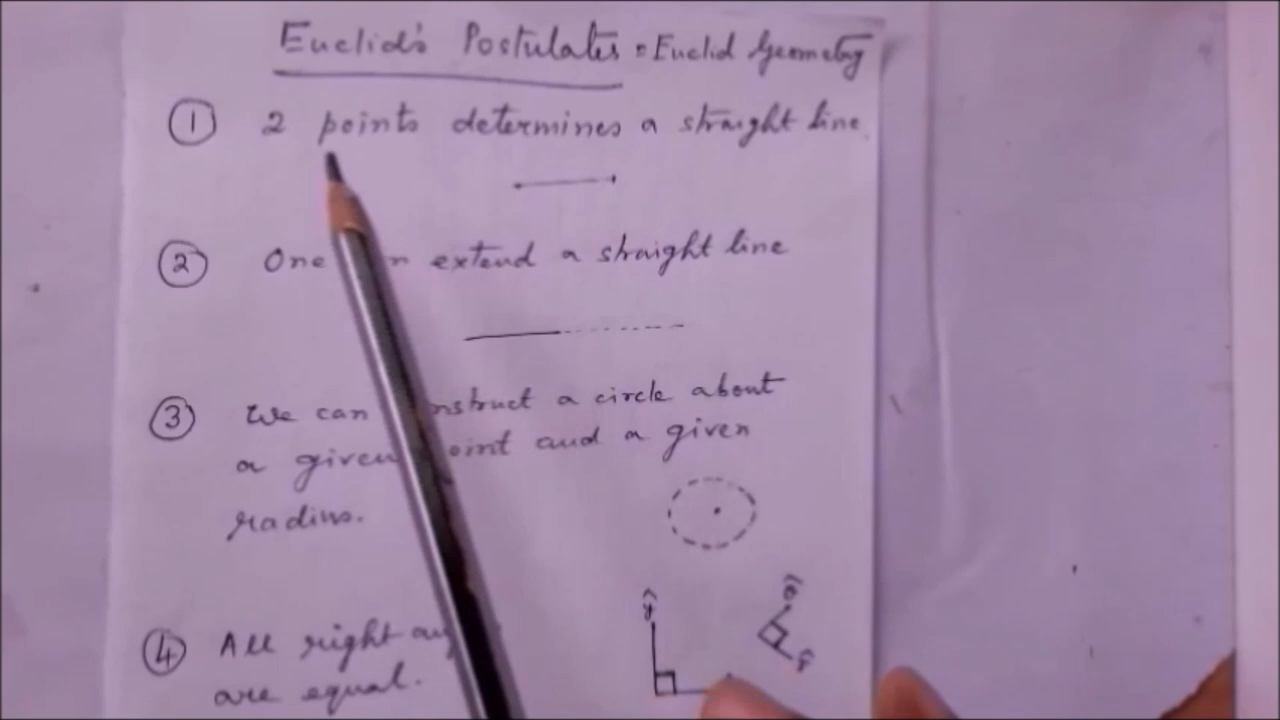 Euclid's Postulates = Euclid Geometry
① 2 points determines a straight line.
② One extend a straight line
③ We can construct a circle about
a given point and a given
radius.
④ All right
are equal.
ŷ